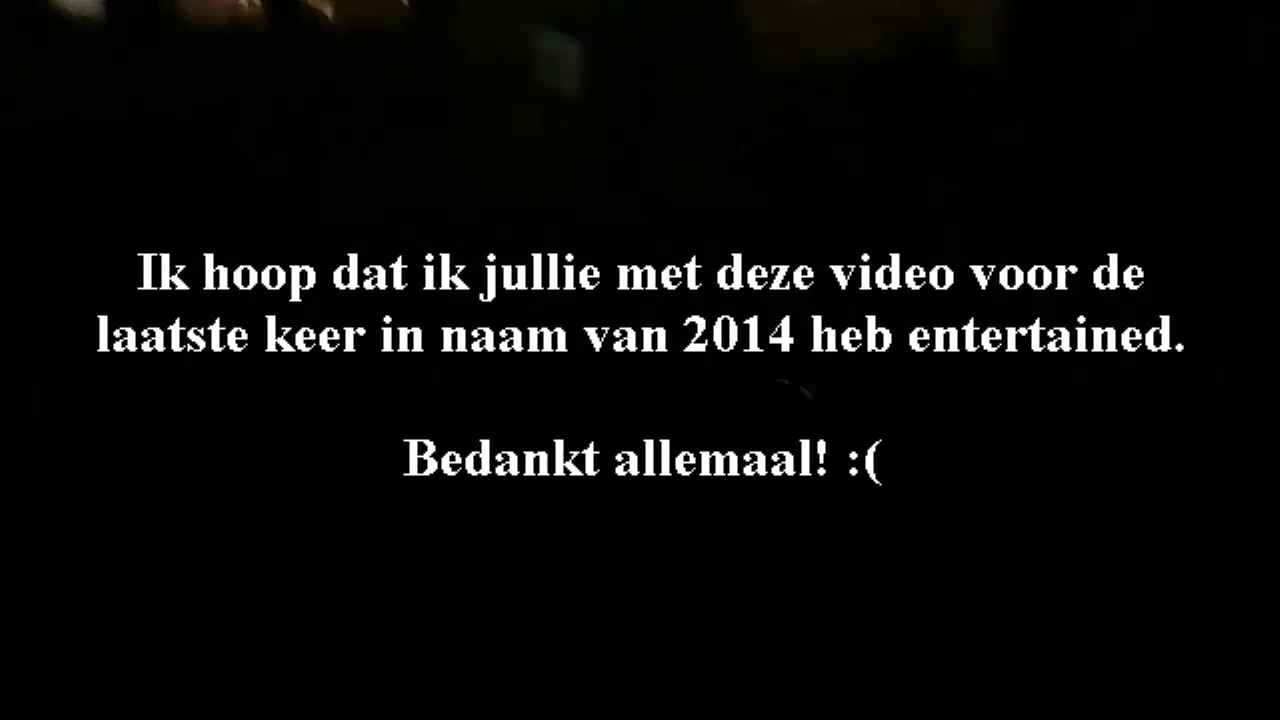 Ik hoop dat ik jullie met deze video voor de
laatste keer in naam van 2014 heb entertained.
Bedankt allemaal! :(